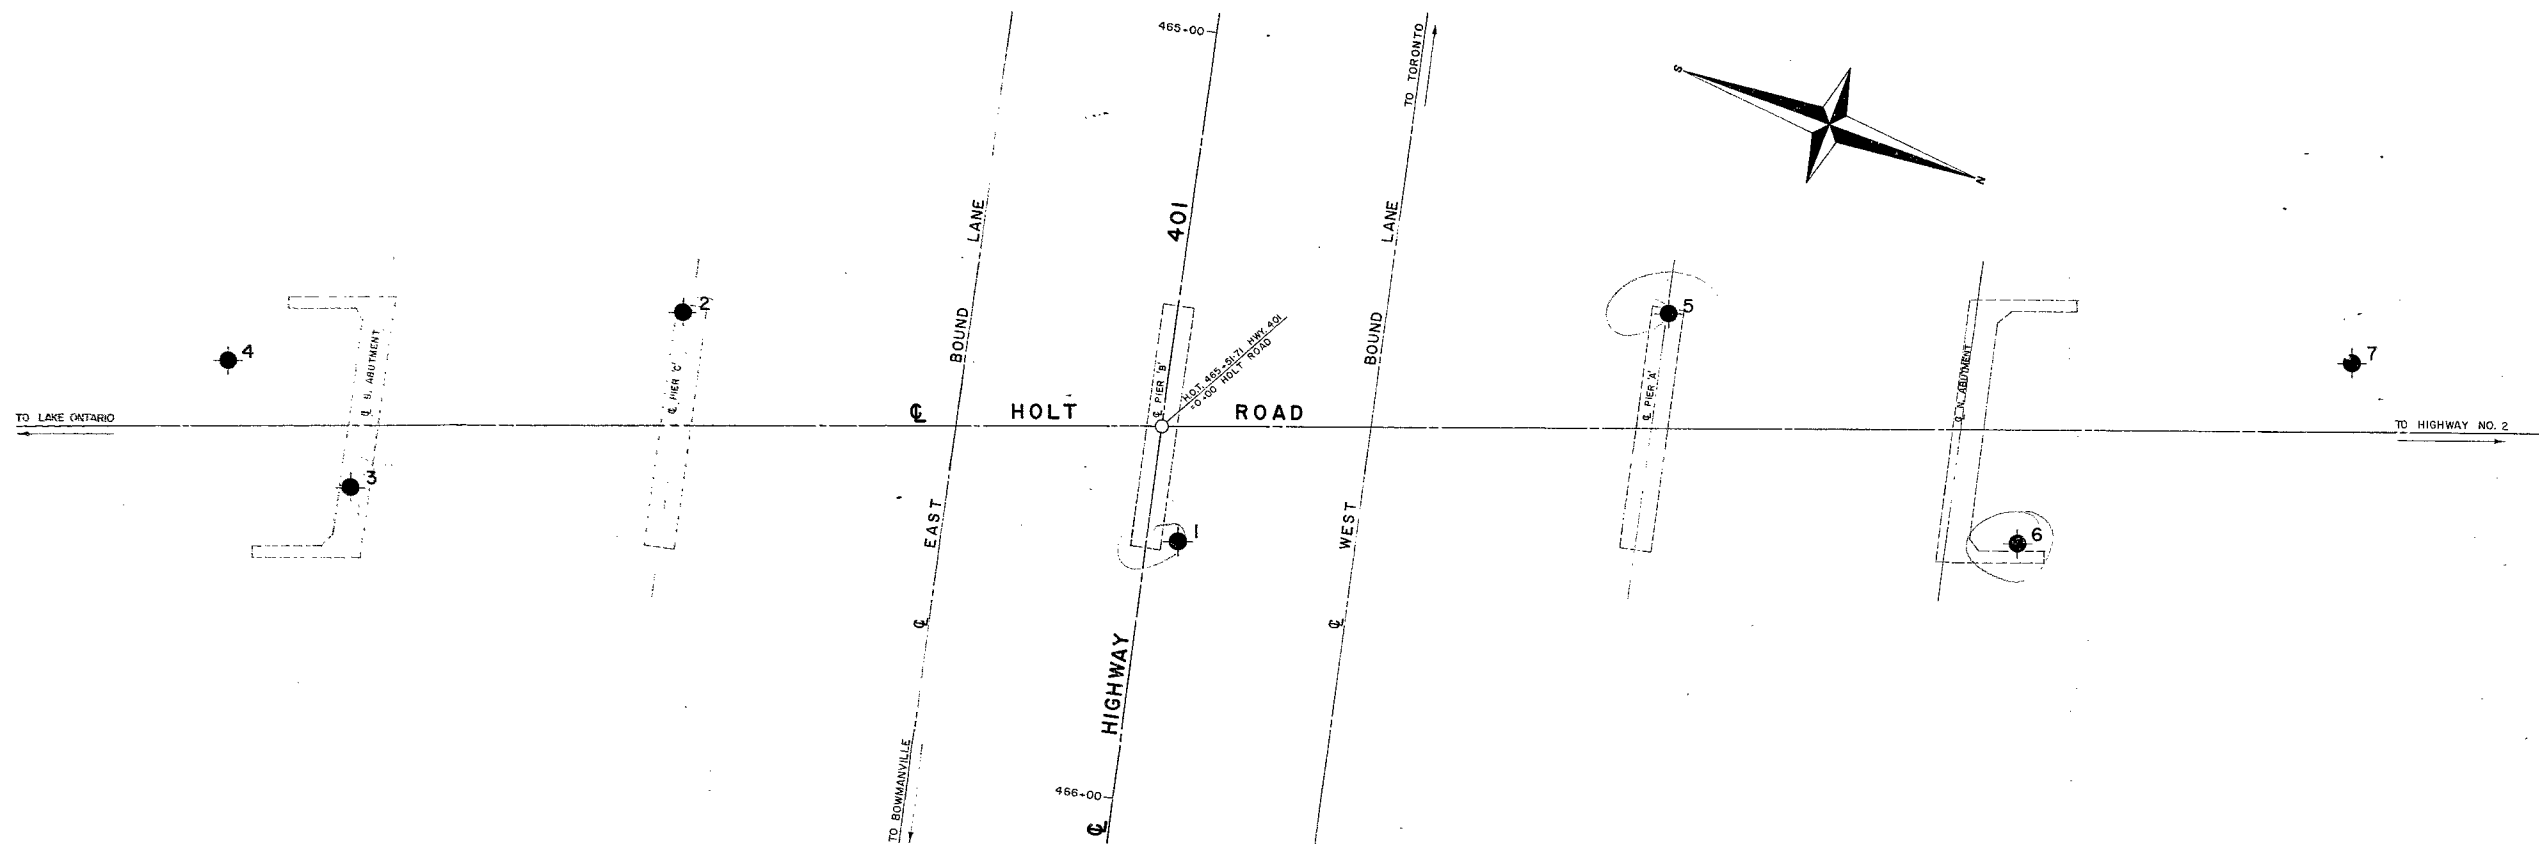 465+00
TO TORONTO
S
N
401
LANE
LANE
BOUND
BOUND
2
5
4
7
℄ S. ABUTMENT
℄ PIER 'C'
℄ PIER 'B'
H.O.T. 465+51.71 HWY. 401
=0+00 HOLT ROAD
℄ PIER 'A'
℄ N. ABUTMENT
TO LAKE ONTARIO
℄ HOLT ROAD
TO HIGHWAY NO. 2
3
EAST
WEST
1
6
℄
℄
HIGHWAY
TO BOWMANVILLE
466+00
℄